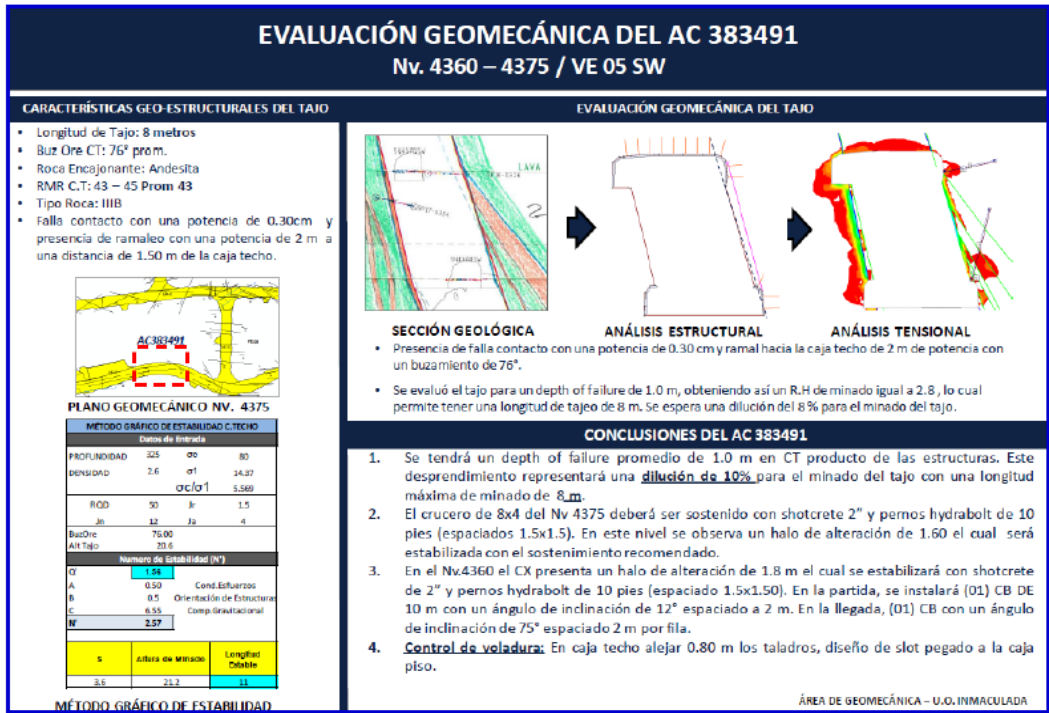 EVALUACIÓN GEOMECÁNICA DEL AC 383491
Nv. 4360 – 4375 / VE 05 SW
CARACTERÍSTICAS GEO-ESTRUCTURALES DEL TAJO
• Longitud de Tajo: 8 metros
• Buz Ore CT: 76° prom.
• Roca Encajonante: Andesita
• RMR C.T: 43 – 45 Prom 43
• Tipo Roca: IIIB
• Falla contacto con una potencia de 0.30cm y
presencia de ramaleo con una potencia de 2 m a
una distancia de 1.50 m de la caja techo.
AC383491
PLANO GEOMECÁNICO NV. 4375
MÉTODO GRÁFICO DE ESTABILIDAD C.TECHO
Datos de Entrada
PROFUNDIDAD 325 σc 80
DENSIDAD 2.6 σ1 14.37
σc/σ1 5.569
RQD 50 Jr 1.5
Jn 12 Ja 4
BuzOre 76.00
Alt Tajo 20.6
Numero de Estabilidad (N')
Q' 1.56
A 0.50 Cond.Esfuerzos
B 0.5 Orientación de Estructuras
C 6.55 Comp.Gravitacional
N' 2.57
S Altura de Minado Longitud
Estable
3.6 21.2 11
MÉTODO GRÁFICO DE ESTABILIDAD
EVALUACIÓN GEOMECÁNICA DEL TAJO
LAVA
SECCIÓN GEOLÓGICA ANÁLISIS ESTRUCTURAL ANÁLISIS TENSIONAL
• Presencia de falla contacto con una potencia de 0.30 cm y ramal hacia la caja techo de 2 m de potencia con
un buzamiento de 76°.
• Se evaluó el tajo para un depth of failure de 1.0 m, obteniendo así un R.H de minado igual a 2.8 , lo cual
permite tener una longitud de tajeo de 8 m. Se espera una dilución del 8% para el minado del tajo.
CONCLUSIONES DEL AC 383491
1. Se tendrá un depth of failure promedio de 1.0 m en CT producto de las estructuras. Este
desprendimiento representará una dilución de 10% para el minado del tajo con una longitud
máxima de minado de 8 m.
2. El crucero de 8x4 del Nv 4375 deberá ser sostenido con shotcrete 2" y pernos hydrabolt de 10
pies (espaciados 1.5x1.5). En este nivel se observa un halo de alteración de 1.60 el cual será
estabilizada con el sostenimiento recomendado.
3. En el Nv.4360 el CX presenta un halo de alteración de 1.8 m el cual se estabilizará con shotcrete
de 2" y pernos hydrabolt de 10 pies (espaciado 1.5x1.50). En la partida, se instalará (01) CB DE
10 m con un ángulo de inclinación de 12° espaciado a 2 m. En la llegada, (01) CB con un ángulo
de inclinación de 75° espaciado 2 m por fila.
4. Control de voladura: En caja techo alejar 0.80 m los taladros, diseño de slot pegado a la caja
piso.
ÁREA DE GEOMECÁNICA – U.O. INMACULADA